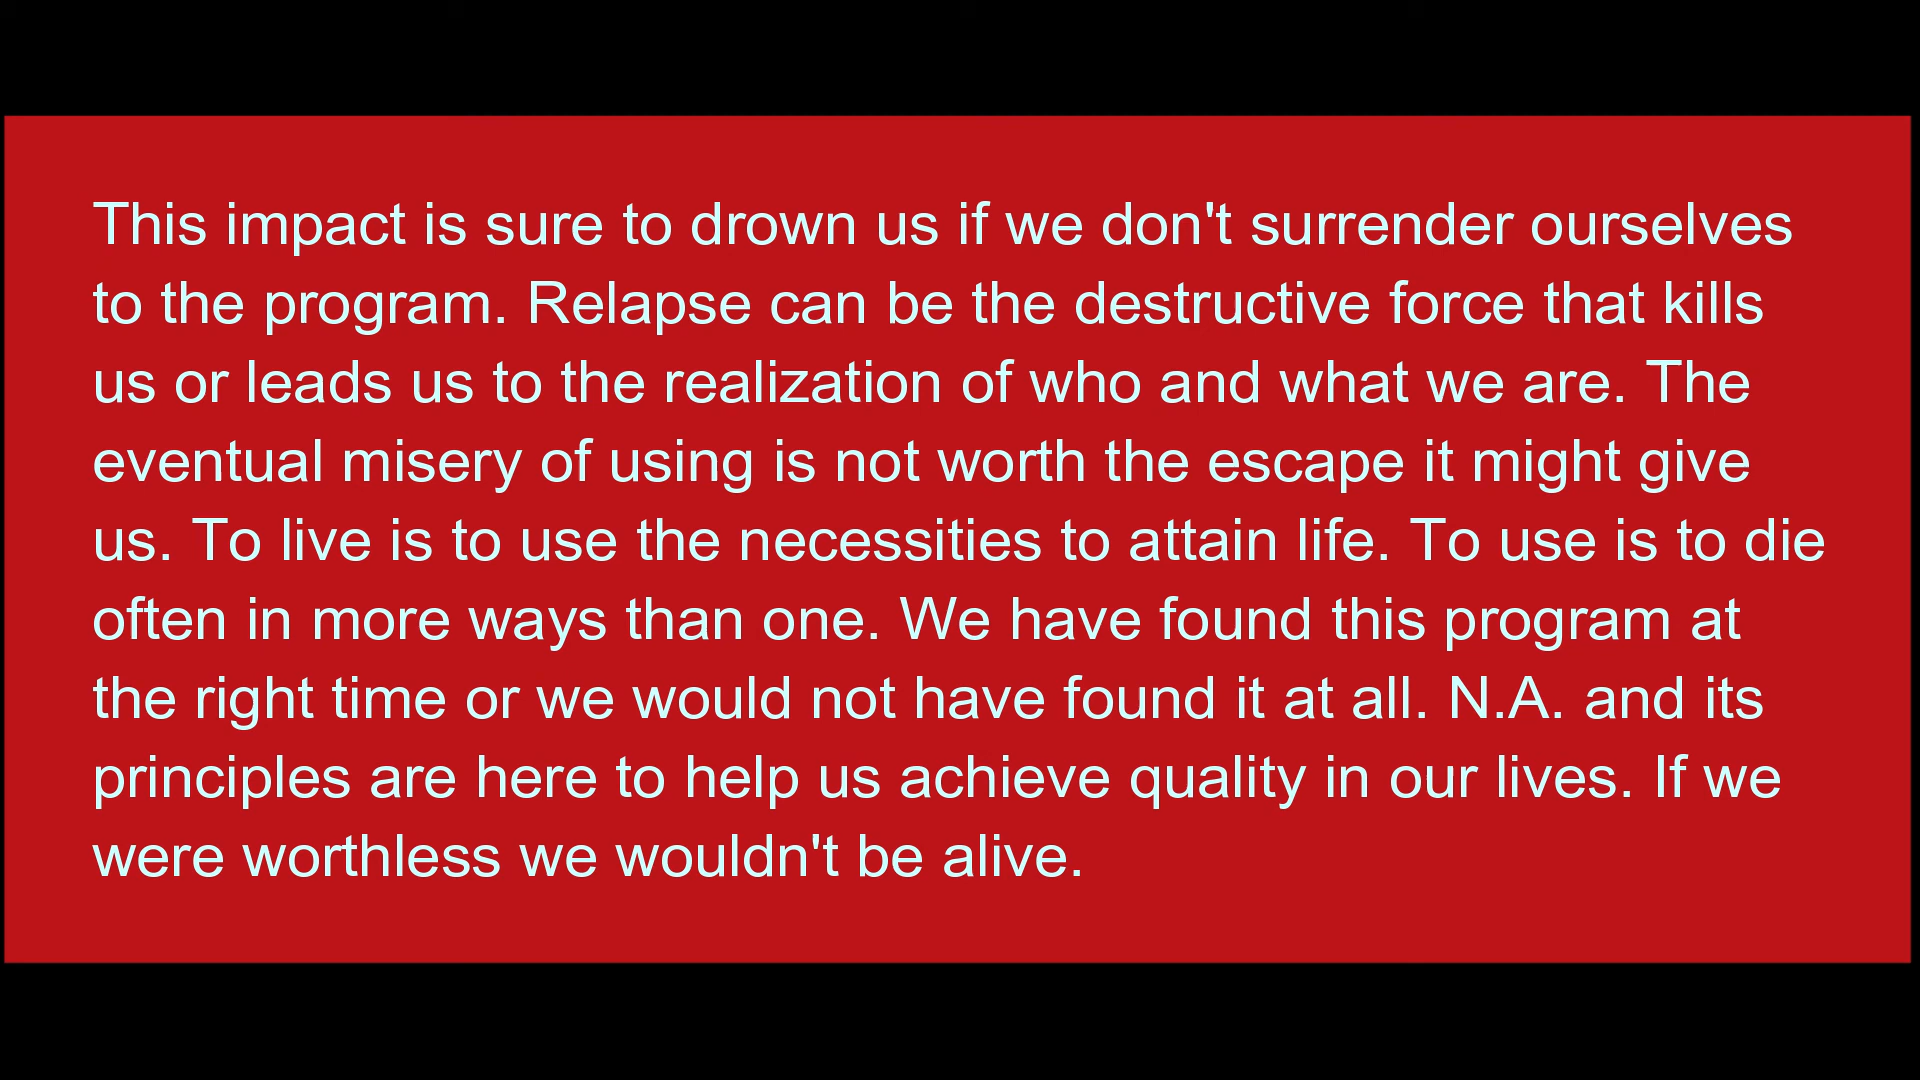 This impact is sure to drown us if we don't surrender ourselves
to the program. Relapse can be the destructive force that kills
us or leads us to the realization of who and what we are. The
eventual misery of using is not worth the escape it might give
us. To live is to use the necessities to attain life. To use is to die
often in more ways than one. We have found this program at
the right time or we would not have found it at all. N.A. and its
principles are here to help us achieve quality in our lives. If we
were worthless we wouldn't be alive.